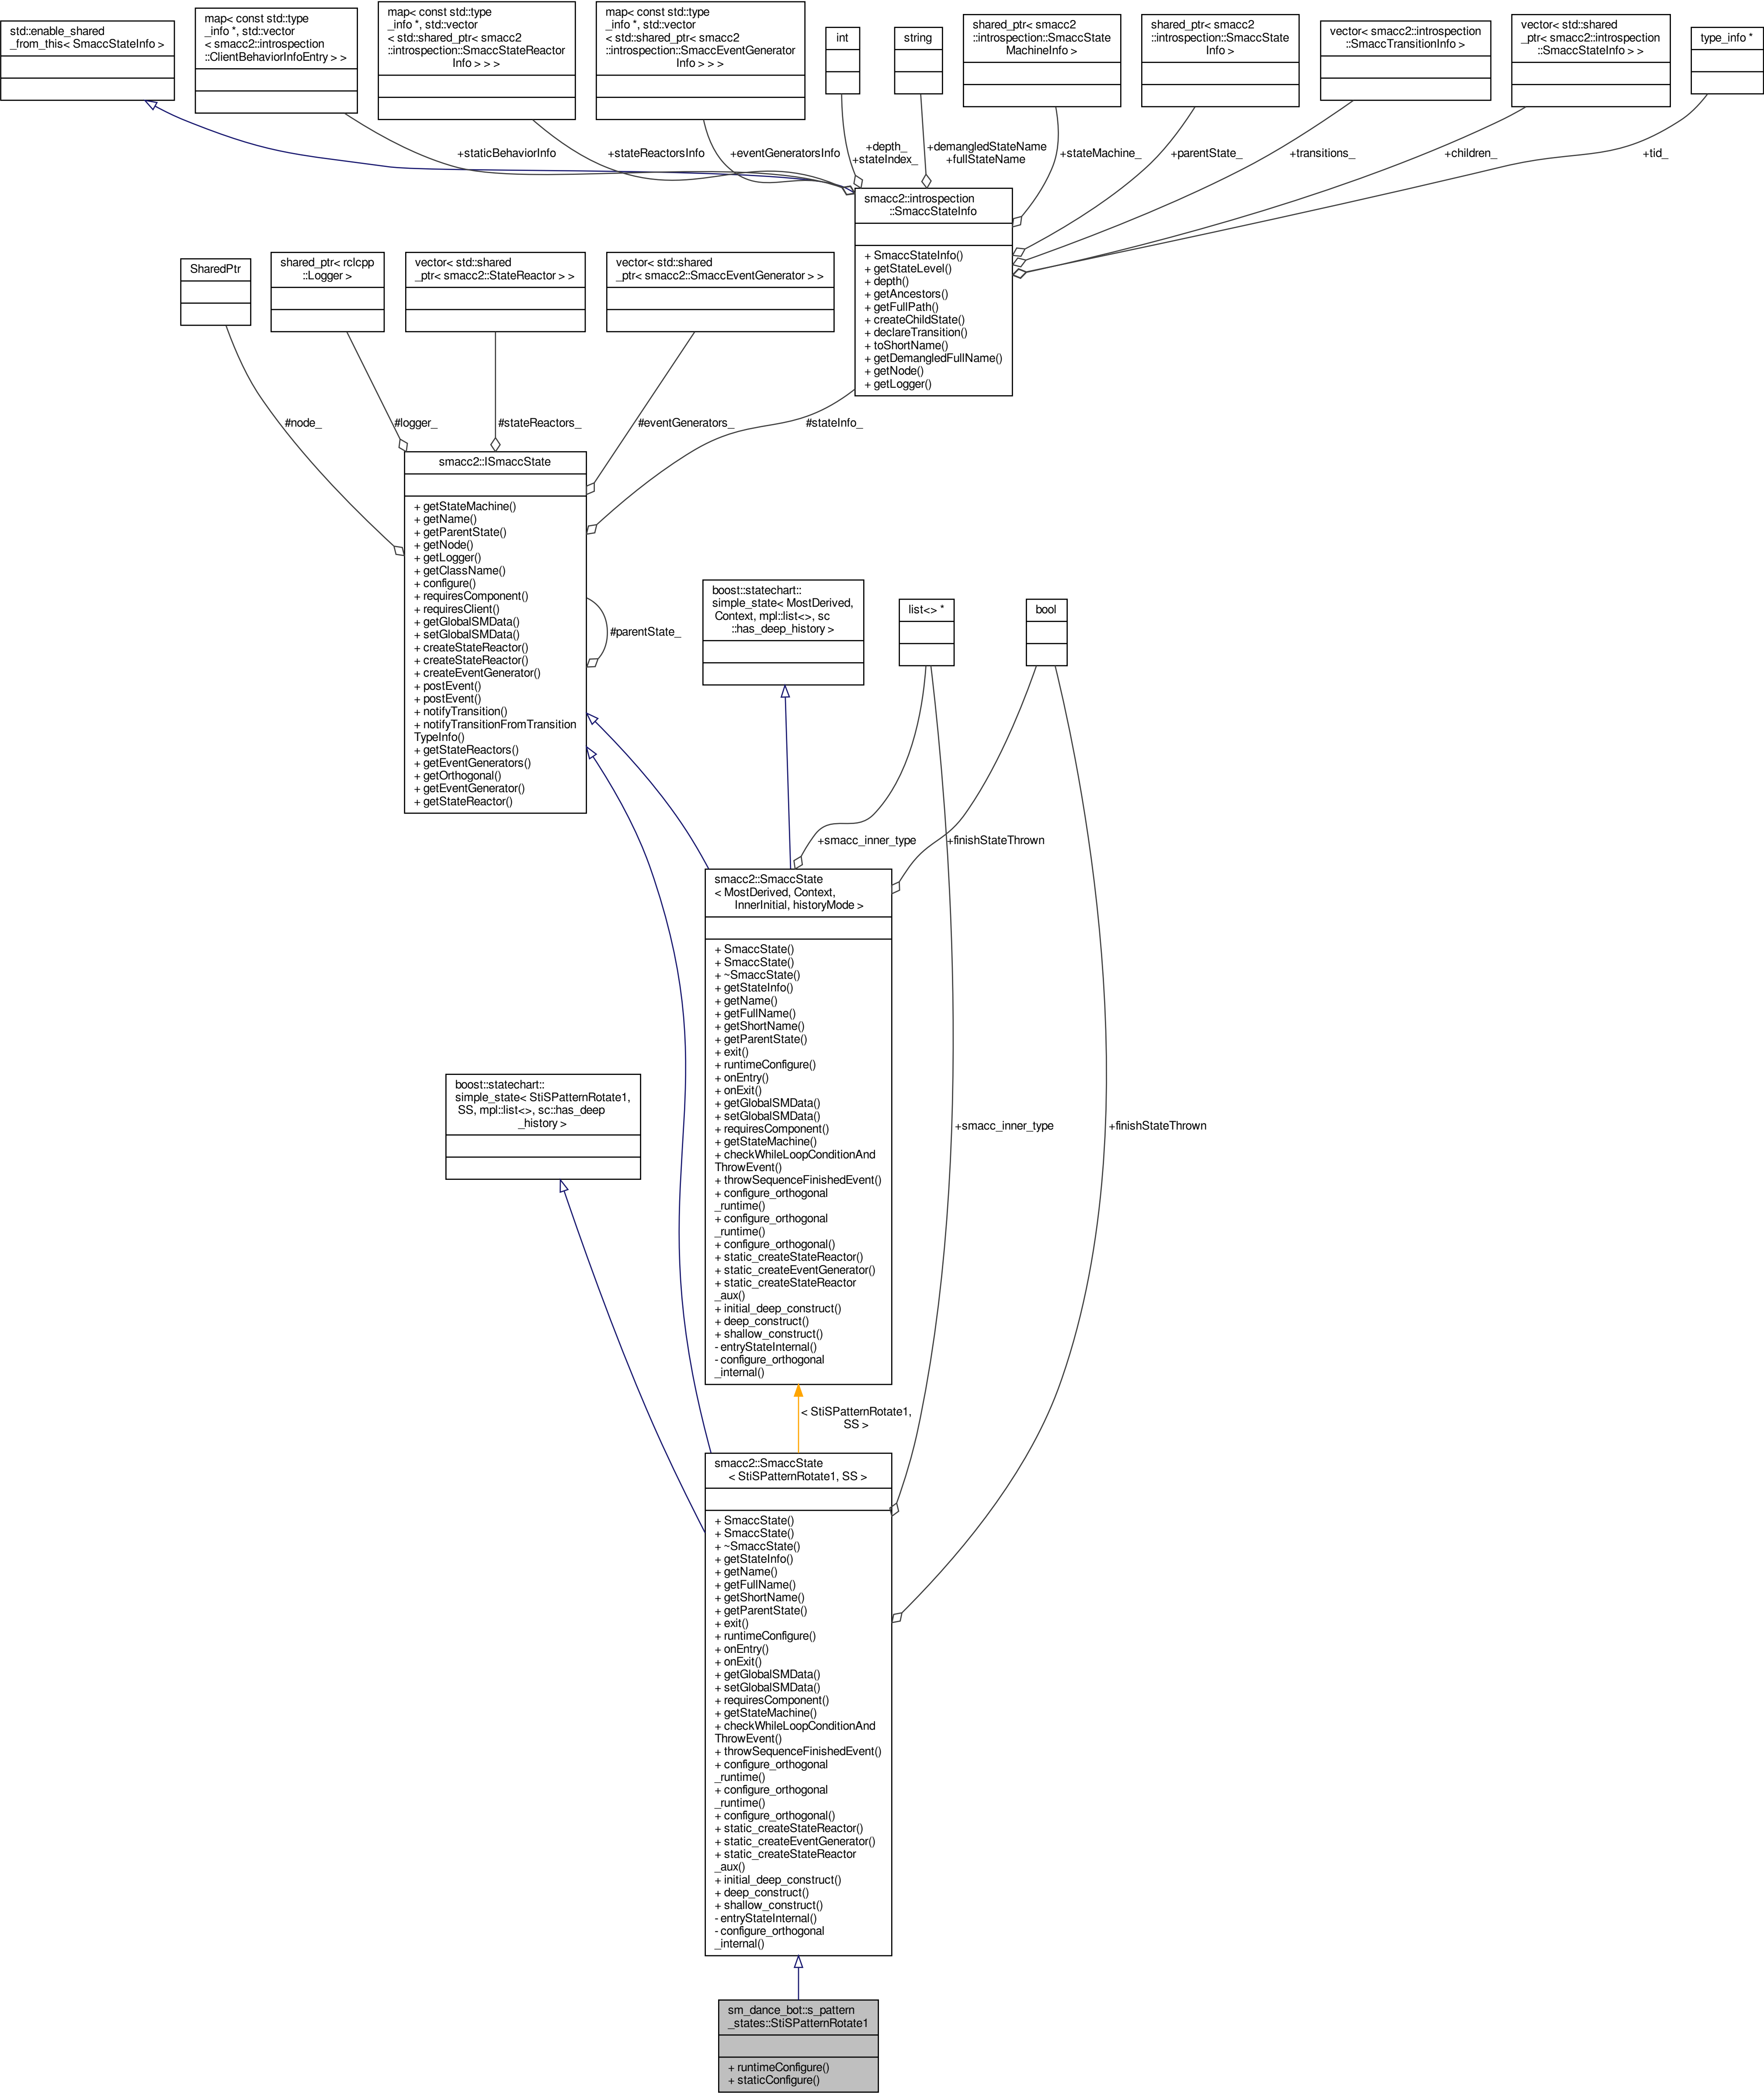 std::enable_shared
_from_this< SmaccStateInfo >
map< const std::type
_info *, std::vector
< smacc2::introspection
::ClientBehaviorInfoEntry > >
map< const std::type
_info *, std::vector
< std::shared_ptr< smacc2
::introspection::SmaccStateReactor
Info > > >
map< const std::type
_info *, std::vector
< std::shared_ptr< smacc2
::introspection::SmaccEventGenerator
Info > > >
int
string
shared_ptr< smacc2
::introspection::SmaccState
MachineInfo >
shared_ptr< smacc2
::introspection::SmaccState
Info >
vector< smacc2::introspection
::SmaccTransitionInfo >
vector< std::shared
_ptr< smacc2::introspection
::SmaccStateInfo > >
type_info *
+staticBehaviorInfo
+stateReactorsInfo
+eventGeneratorsInfo
+depth_
+stateIndex_
+demangledStateName
+fullStateName
+stateMachine_
+parentState_
+transitions_
+children_
+tid_
smacc2::introspection
::SmaccStateInfo
+ SmaccStateInfo()
+ getStateLevel()
+ depth()
+ getAncestors()
+ getFullPath()
+ createChildState()
+ declareTransition()
+ toShortName()
+ getDemangledFullName()
+ getNode()
+ getLogger()
SharedPtr
shared_ptr< rclcpp
::Logger >
vector< std::shared
_ptr< smacc2::StateReactor > >
vector< std::shared
_ptr< smacc2::SmaccEventGenerator > >
#node_
#logger_
#stateReactors_
#eventGenerators_
#stateInfo_
smacc2::ISmaccState
+ getStateMachine()
+ getName()
+ getParentState()
+ getNode()
+ getLogger()
+ getClassName()
+ configure()
+ requiresComponent()
+ requiresClient()
+ getGlobalSMData()
+ setGlobalSMData()
+ createStateReactor()
+ createStateReactor()
+ createEventGenerator()
+ postEvent()
+ postEvent()
+ notifyTransition()
+ notifyTransitionFromTransition
TypeInfo()
+ getStateReactors()
+ getEventGenerators()
+ getOrthogonal()
+ getEventGenerator()
+ getStateReactor()
#parentState_
boost::statechart::
simple_state< MostDerived,
Context, mpl::list<>, sc
::has_deep_history >
list<> *
bool
+smacc_inner_type
+finishStateThrown
smacc2::SmaccState
< MostDerived, Context,
InnerInitial, historyMode >
+ SmaccState()
+ SmaccState()
+ ~SmaccState()
+ getStateInfo()
+ getName()
+ getFullName()
+ getShortName()
+ getParentState()
+ exit()
+ runtimeConfigure()
+ onEntry()
+ onExit()
+ getGlobalSMData()
+ setGlobalSMData()
+ requiresComponent()
+ getStateMachine()
+ checkWhileLoopConditionAnd
ThrowEvent()
+ throwSequenceFinishedEvent()
+ configure_orthogonal
_runtime()
+ configure_orthogonal
_runtime()
+ configure_orthogonal()
+ static_createStateReactor()
+ static_createEventGenerator()
+ static_createStateReactor
_aux()
+ initial_deep_construct()
+ deep_construct()
+ shallow_construct()
- entryStateInternal()
- configure_orthogonal
_internal()
boost::statechart::
simple_state< StiSPatternRotate1,
SS, mpl::list<>, sc::has_deep
_history >
+smacc_inner_type
+finishStateThrown
< StiSPatternRotate1,
SS >
smacc2::SmaccState
< StiSPatternRotate1, SS >
+ SmaccState()
+ SmaccState()
+ ~SmaccState()
+ getStateInfo()
+ getName()
+ getFullName()
+ getShortName()
+ getParentState()
+ exit()
+ runtimeConfigure()
+ onEntry()
+ onExit()
+ getGlobalSMData()
+ setGlobalSMData()
+ requiresComponent()
+ getStateMachine()
+ checkWhileLoopConditionAnd
ThrowEvent()
+ throwSequenceFinishedEvent()
+ configure_orthogonal
_runtime()
+ configure_orthogonal
_runtime()
+ configure_orthogonal()
+ static_createStateReactor()
+ static_createEventGenerator()
+ static_createStateReactor
_aux()
+ initial_deep_construct()
+ deep_construct()
+ shallow_construct()
- entryStateInternal()
- configure_orthogonal
_internal()
sm_dance_bot::s_pattern
_states::StiSPatternRotate1
+ runtimeConfigure()
+ staticConfigure()